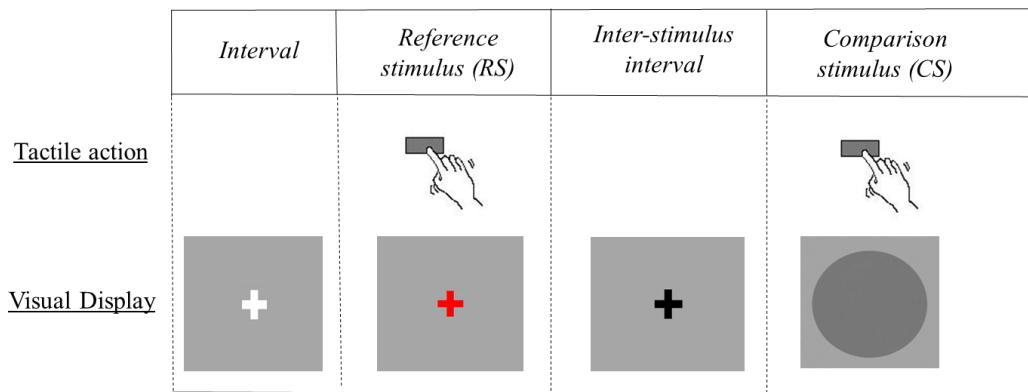 Interval
Reference
stimulus (RS)
Inter-stimulus
interval
Comparison
stimulus (CS)
Tactile action
Visual Display